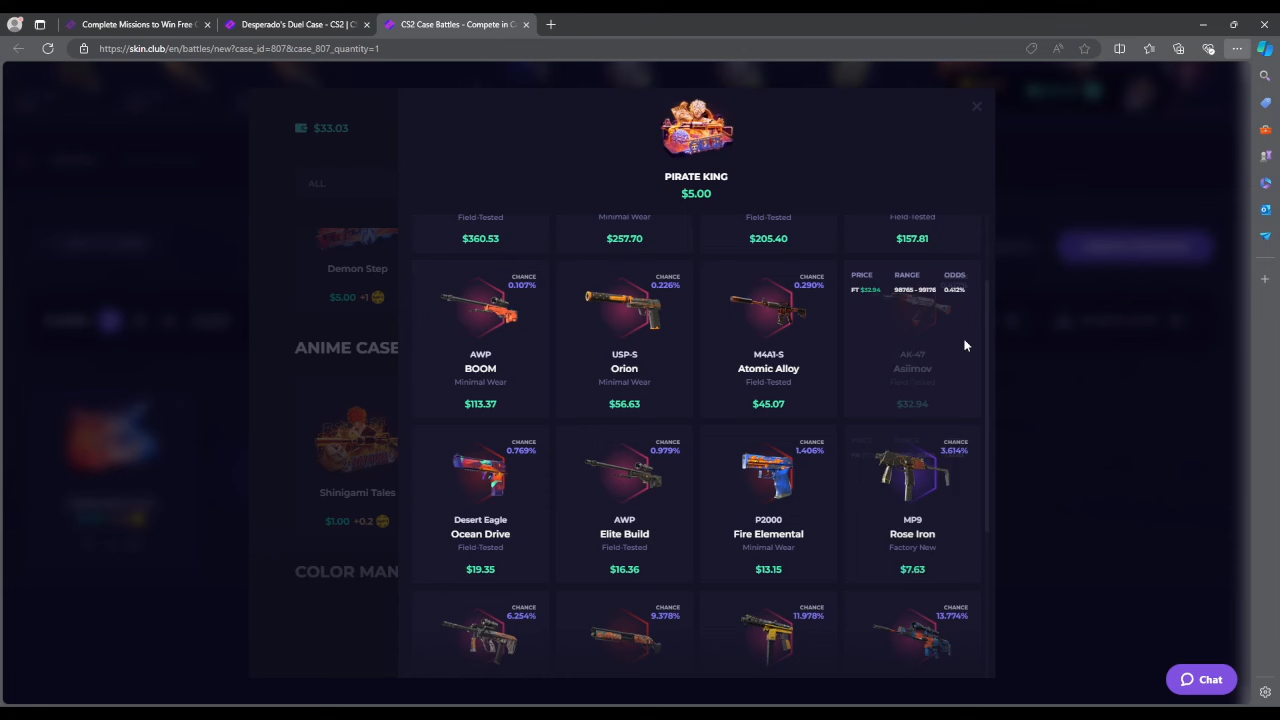 Complete Missions to Win Free C
Desperado's Duel Case - CS2 | C
CS2 Case Battles - Compete in C
https://skin.club/en/battles/new?case_id=807&case_807_quantity=1
$33.03
PIRATE KING
$5.00
ALL
Field-Tested
Minimal Wear
Field-Tested
Field-Tested
$360.53
$257.70
$205.40
$157.81
Demon Step
$5.00 +1
CHANCE
0.107%
AWP
BOOM
Minimal Wear
$113.37
CHANCE
0.226%
USP-S
Orion
Minimal Wear
$56.63
CHANCE
0.290%
M4A1-S
Atomic Alloy
Field-Tested
$45.07
PRICE RANGE ODDS
FT $32.94 98765 - 99176 0.412%
AK-47
Asiimov
$32.94
ANIME CASE
Shinigami Tales
$1.00 +0.2
CHANCE
0.769%
Desert Eagle
Ocean Drive
Field-Tested
$19.35
CHANCE
0.979%
AWP
Elite Build
Field-Tested
$16.36
CHANCE
1.406%
P2000
Fire Elemental
Minimal Wear
$13.15
CHANCE
3.614%
MP9
Rose Iron
Factory New
$7.63
COLOR MAN
CHANCE
6.254%
CHANCE
9.378%
CHANCE
11.978%
CHANCE
13.774%
Chat